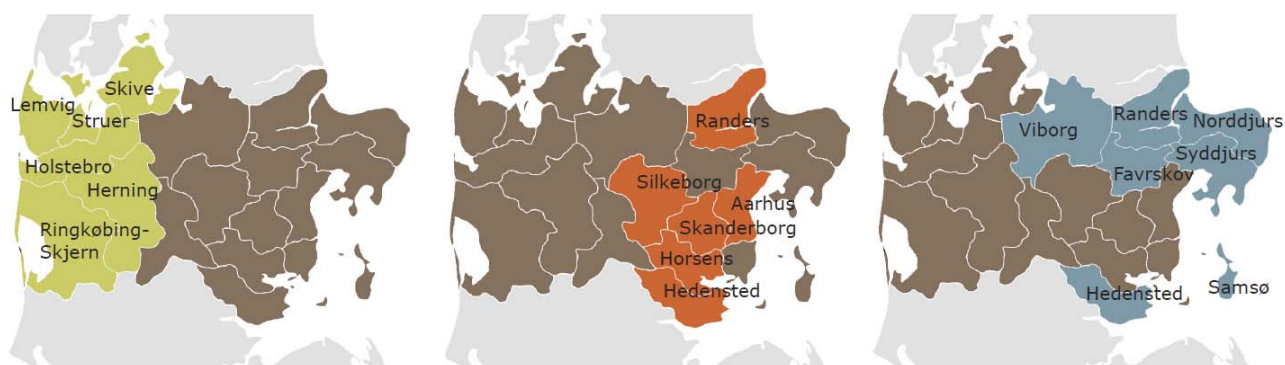 Skive
Lemvig
Struer
Holstebro
Herning
Ringkøbing-
Skjern
Randers
Silkeborg
Aarhus
Skanderborg
Horsens
Hedensted
Viborg
Randers
Norddjurs
Syddjurs
Favrskov
Hedensted
Samsø